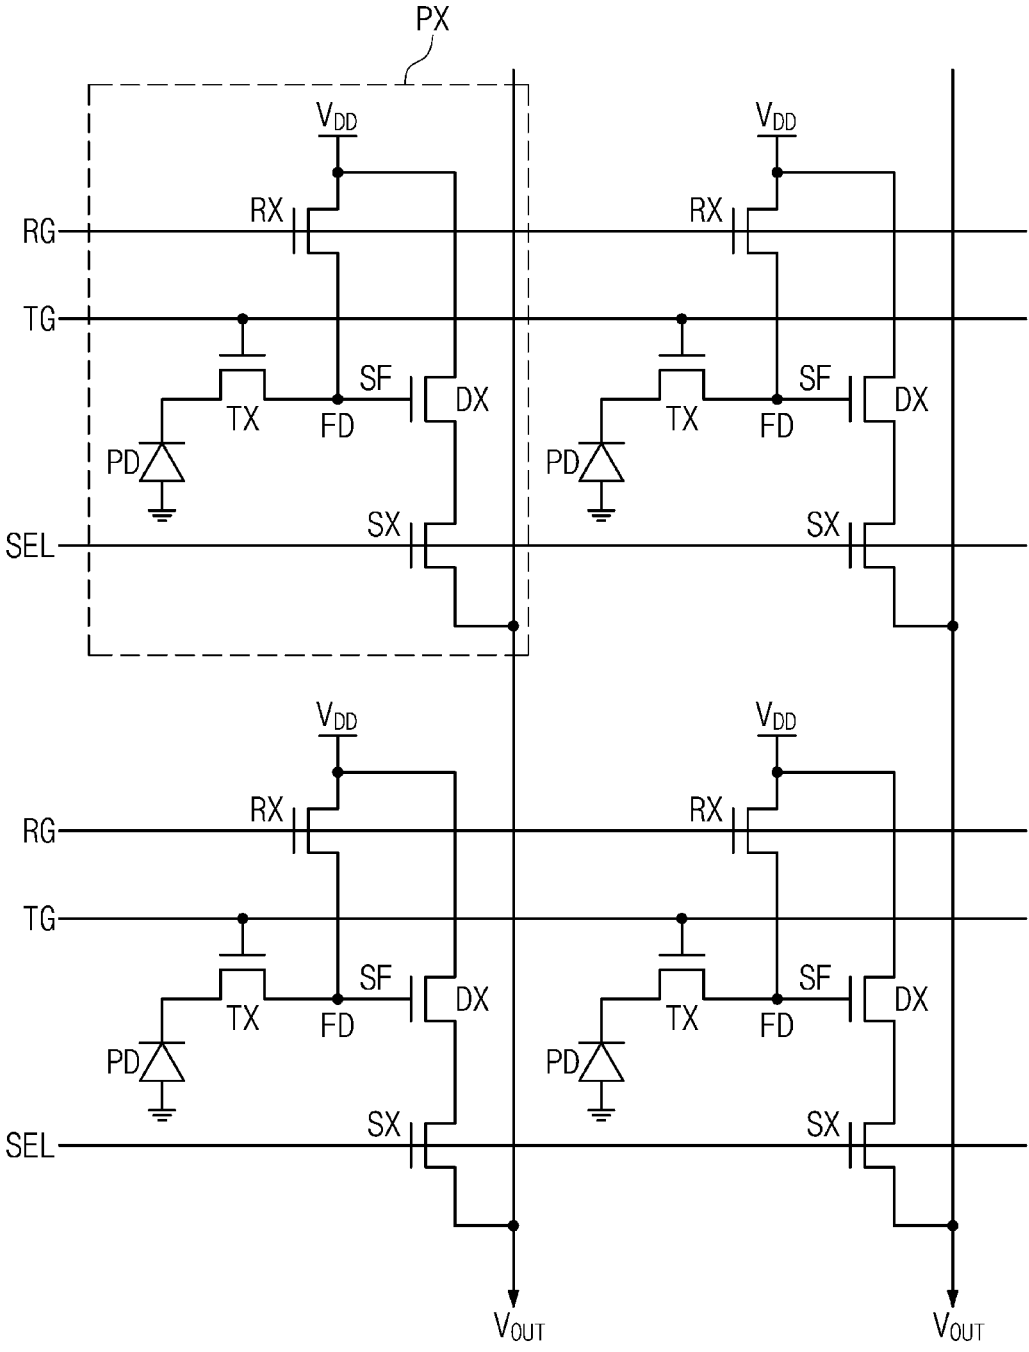 PX
VDD VDD
RX RX
RG
TG
SF SF
DX DX
TX FD TX FD
PD PD
SX SX
SEL
VDD VDD
RX RX
RG
TG
SF SF
DX DX
TX FD TX FD
PD PD
SX SX
SEL
VOUT VOUT